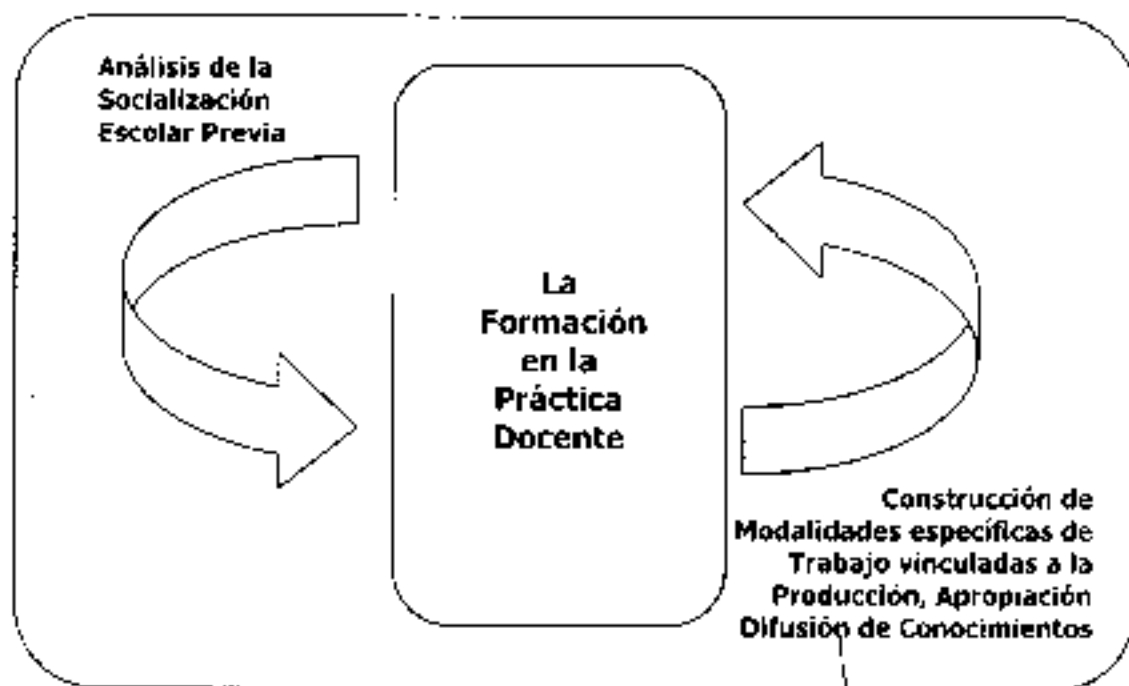 Análisis de la
Socialización
Escolar Previa
La
Formación
en la
Práctica
Docente
Construcción de
Modalidades específicas de
Trabajo vinculadas a la
Producción, Apropiación
Difusión de Conocimientos